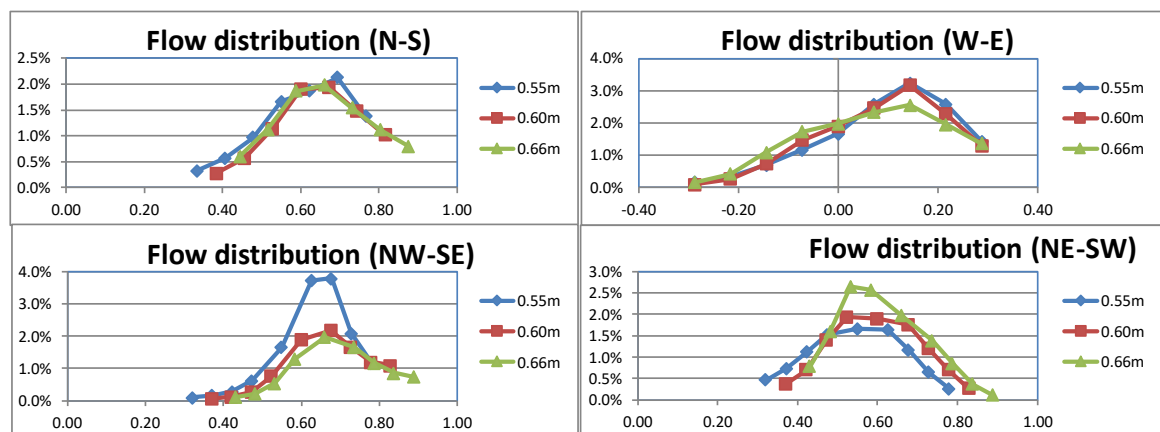 Flow distribution (N-S)
2.5%
2.0%
1.5%
1.0%
0.5%
0.0%
0.00 0.20 0.40 0.60 0.80 1.00
0.55m
0.60m
0.66m
Flow distribution (W-E)
4.0%
3.0%
2.0%
1.0%
0.0%
-0.40 -0.20 0.00 0.20 0.40
0.55m
0.60m
0.66m
Flow distribution (NW-SE)
4.0%
3.0%
2.0%
1.0%
0.0%
0.00 0.20 0.40 0.60 0.80 1.00
0.55m
0.60m
0.66m
Flow distribution (NE-SW)
3.0%
2.5%
2.0%
1.5%
1.0%
0.5%
0.0%
0.00 0.20 0.40 0.60 0.80 1.00
0.55m
0.60m
0.66m